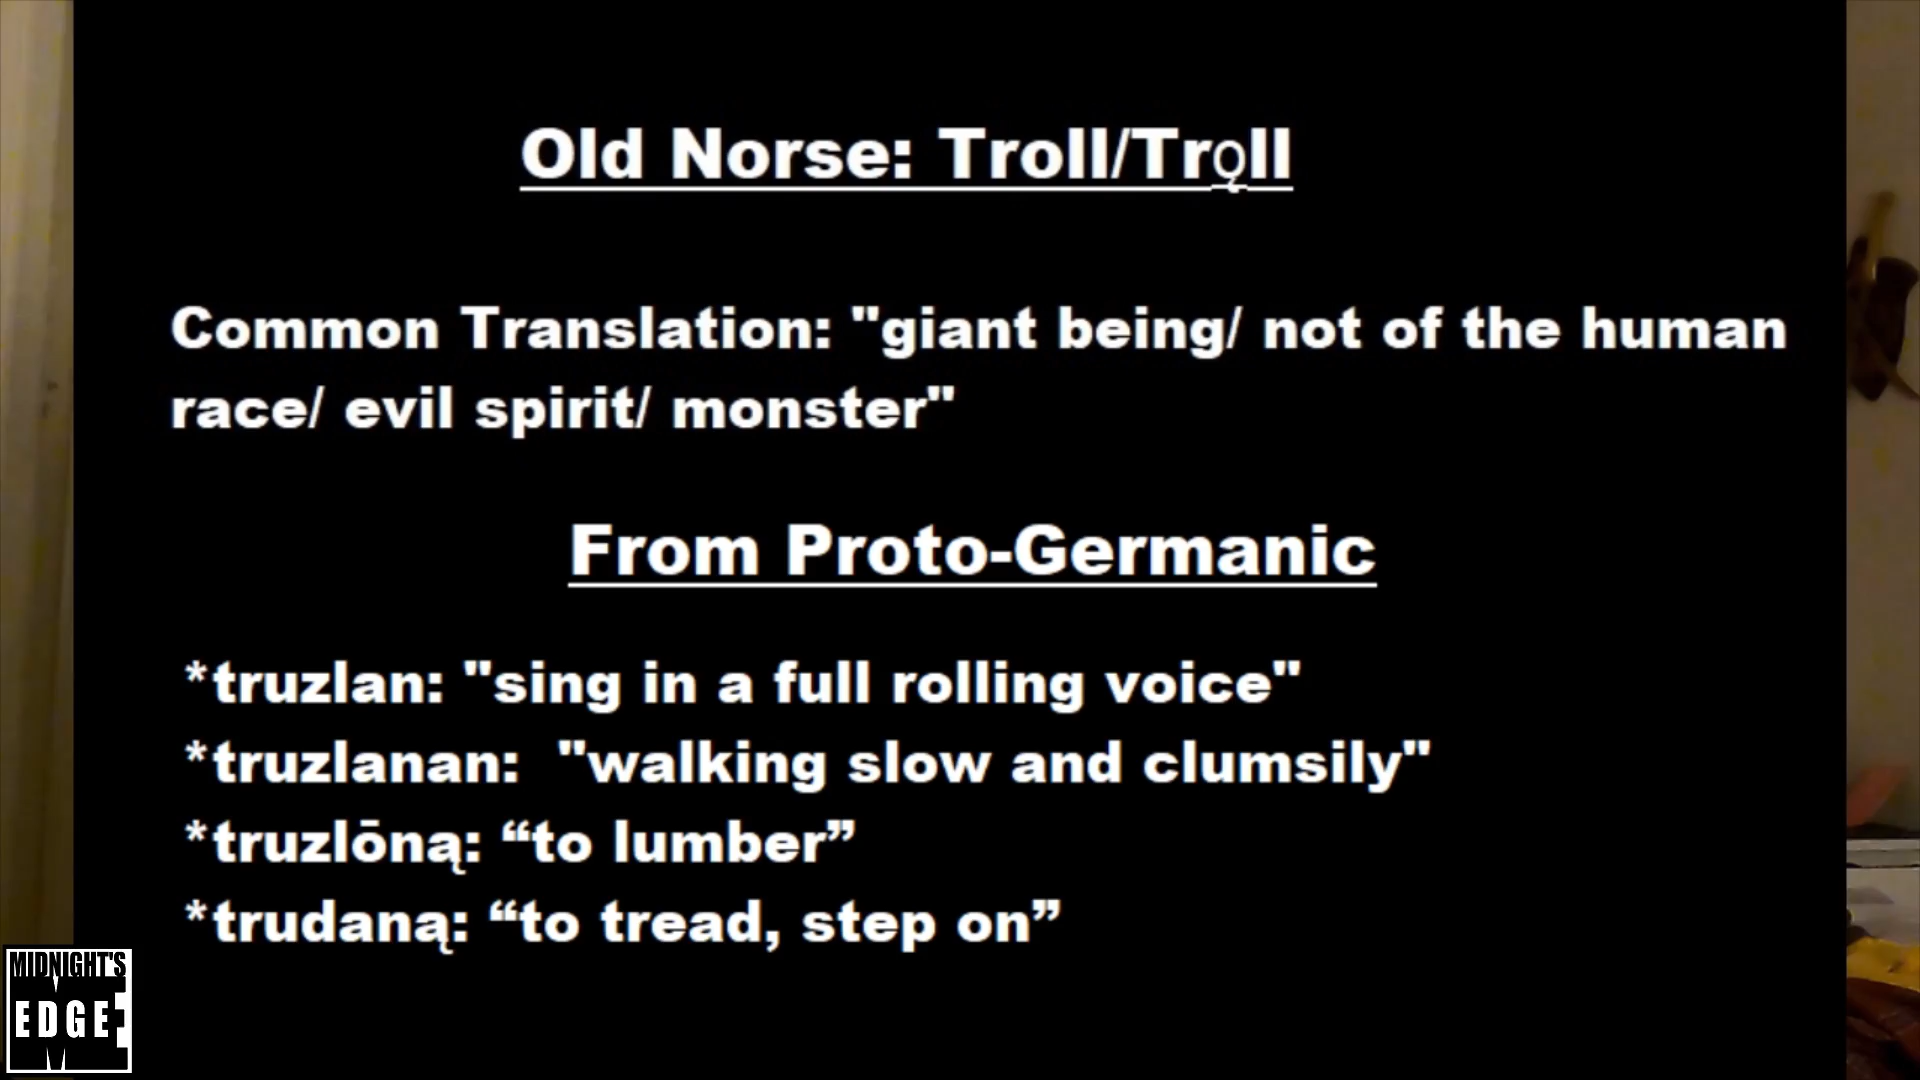 Old Norse: Troll/Trǫll
Common Translation: "giant being/ not of the human
race/ evil spirit/ monster"
From Proto-Germanic
*truzlan: "sing in a full rolling voice"
*truzlanan:  "walking slow and clumsily"
*truzlōną: “to lumber”
*trudaną: “to tread, step on”
MIDNIGHT'S
EDGE